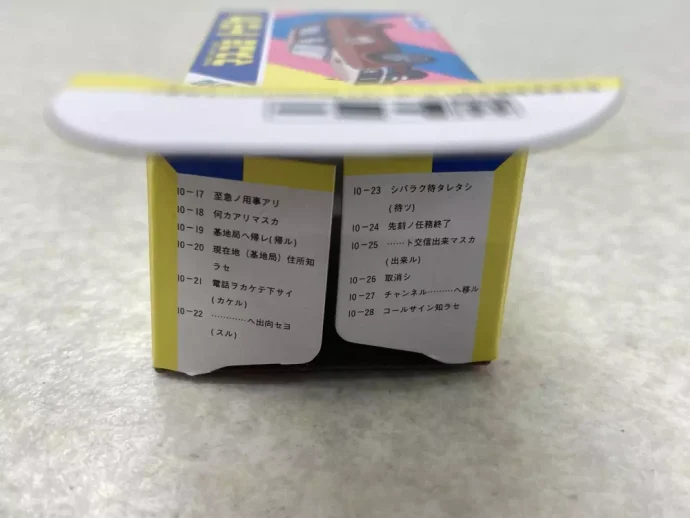 10-17 至急ノ用事アリ
10-18 何カアリマスカ
10-19 基地局ヘ帰レ(帰ル)
10-20 現在地(基地局)住所知
ラセ
10-21 電話ヲカケテ下サイ
(カケル)
10-22 …………ヘ出向セヨ
(スル)
10-23 シバラク待タレタシ
(待ツ)
10-24 先刻ノ任務終了
10-25 ……ト交信出来マスカ
(出来ル)
10-26 取消シ
10-27 チャンネル………ヘ移ル
10-28 コールサイン知ラセ